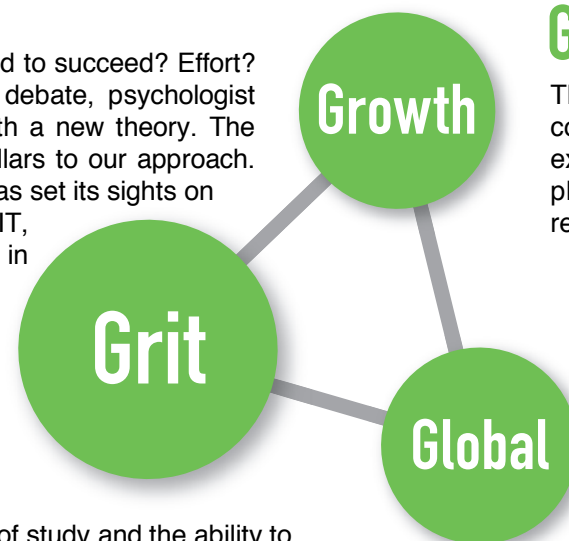 d to succeed? Effort?
debate, psychologist
th a new theory. The
llars to our approach.
as set its sights on
IT,
in
Growth
Grit
Global
of study and the ability to
G
Th
co
ex
pl
re